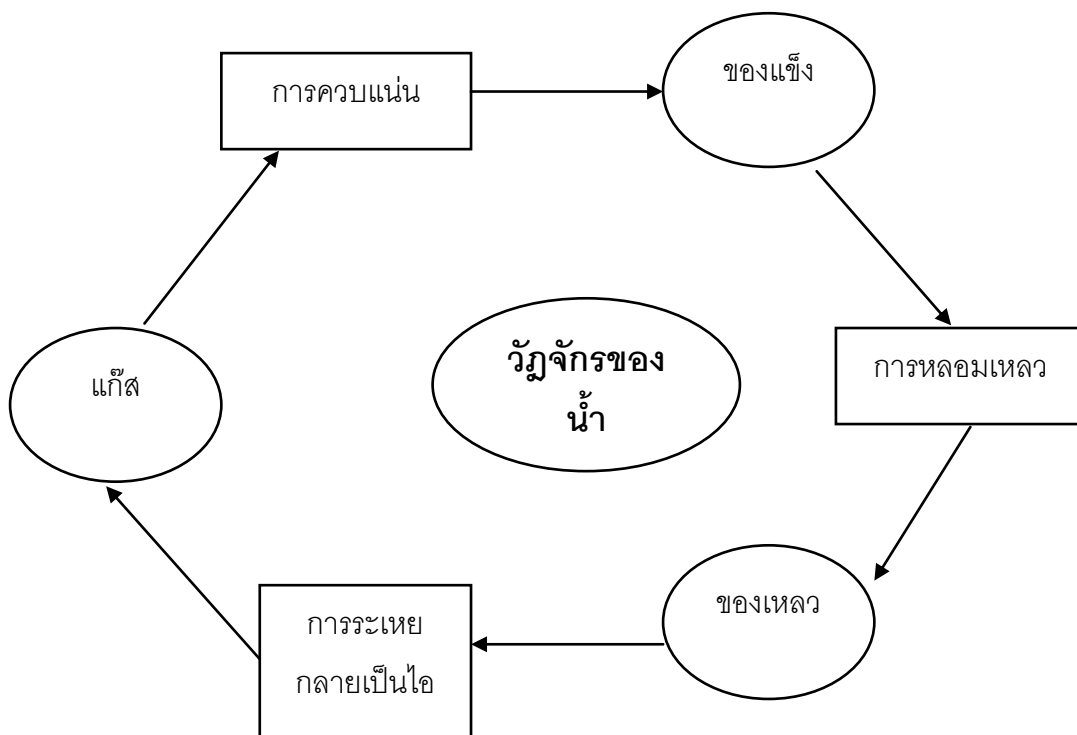 การควบแน่น
ของแข็ง
แก๊ส
วัฏจักรของ
น้ำ
การหลอมเหลว
การระเหย
กลายเป็นไอ
ของเหลว